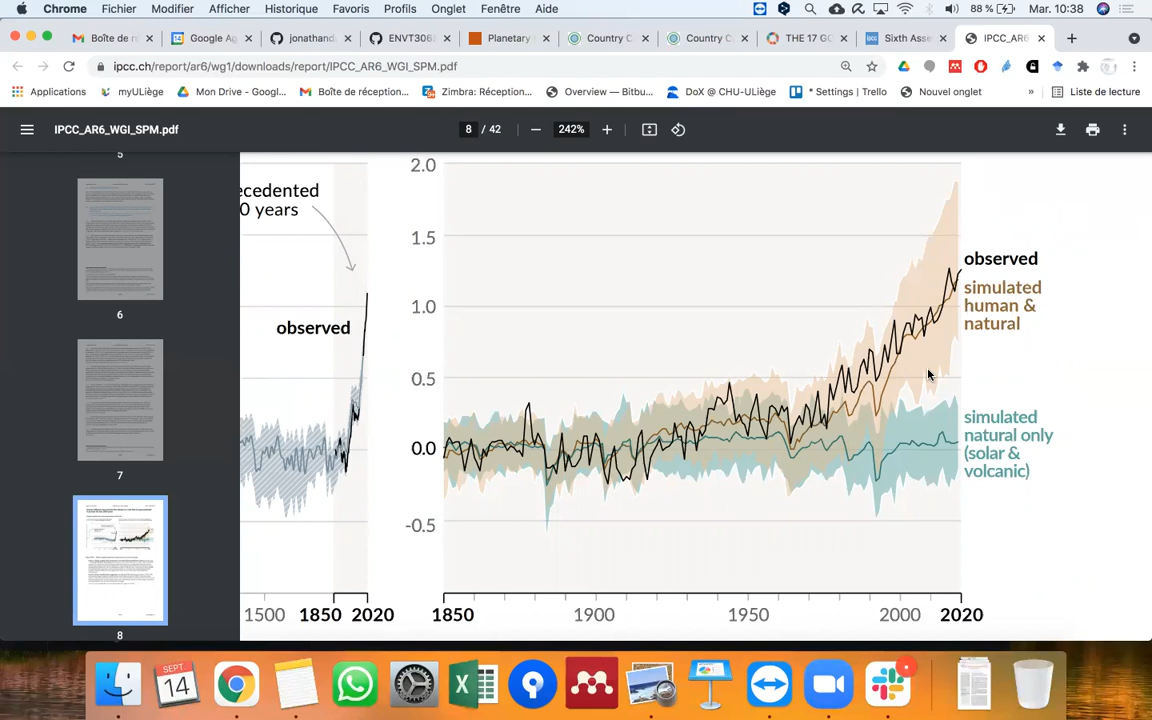 Chrome Fichier Modifier Afficher Historique Favoris Profils Onglet Fenêtre Aide 88 % Mar. 10:38
Boîte de r
Google Ag
jonathand
ENVT306
Planetary
Country C
Country C
THE 17 GO
Sixth Asse
IPCC_AR6
ipcc.ch/report/ar6/wg1/downloads/report/IPCC_AR6_WGI_SPM.pdf
Applications myULiège Mon Drive - Googl... Boîte de réception... Zimbra: Réception... Overview — Bitbu... DoX @ CHU-ULiège * Settings | Trello Nouvel onglet » Liste de lecture
IPCC_AR6_WGI_SPM.pdf 8 / 42 242%
5
6
7
8
ecedented
0 years
observed
1500 1850 2020
2.0
1.5
1.0
0.5
0.0
-0.5
1850 1900 1950 2000 2020
observed
simulated
human &
natural
simulated
natural only
(solar &
volcanic)
SEPT.
14